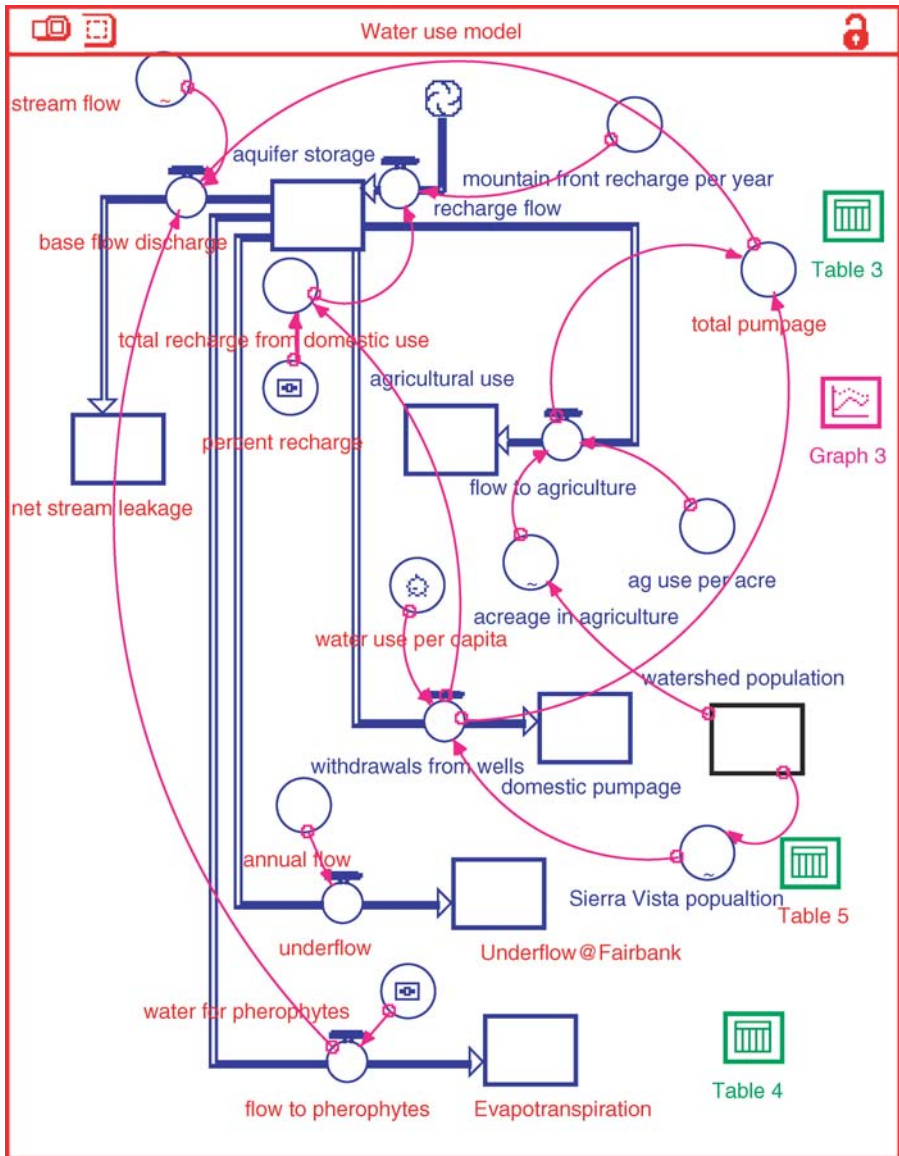 Water use model
stream flow
aquifer storage
mountain front recharge per year
recharge flow
base flow discharge
Table 3
total pumpage
total recharge from domestic use
agricultural use
percent recharge
Graph 3
flow to agriculture
net stream leakage
ag use per acre
acreage in agriculture
water use per capita
watershed population
withdrawals from wells
domestic pumpage
annual flow
Sierra Vista popualtion
Table 5
underflow
Underflow@Fairbank
water for pherophytes
Table 4
flow to pherophytes
Evapotranspiration